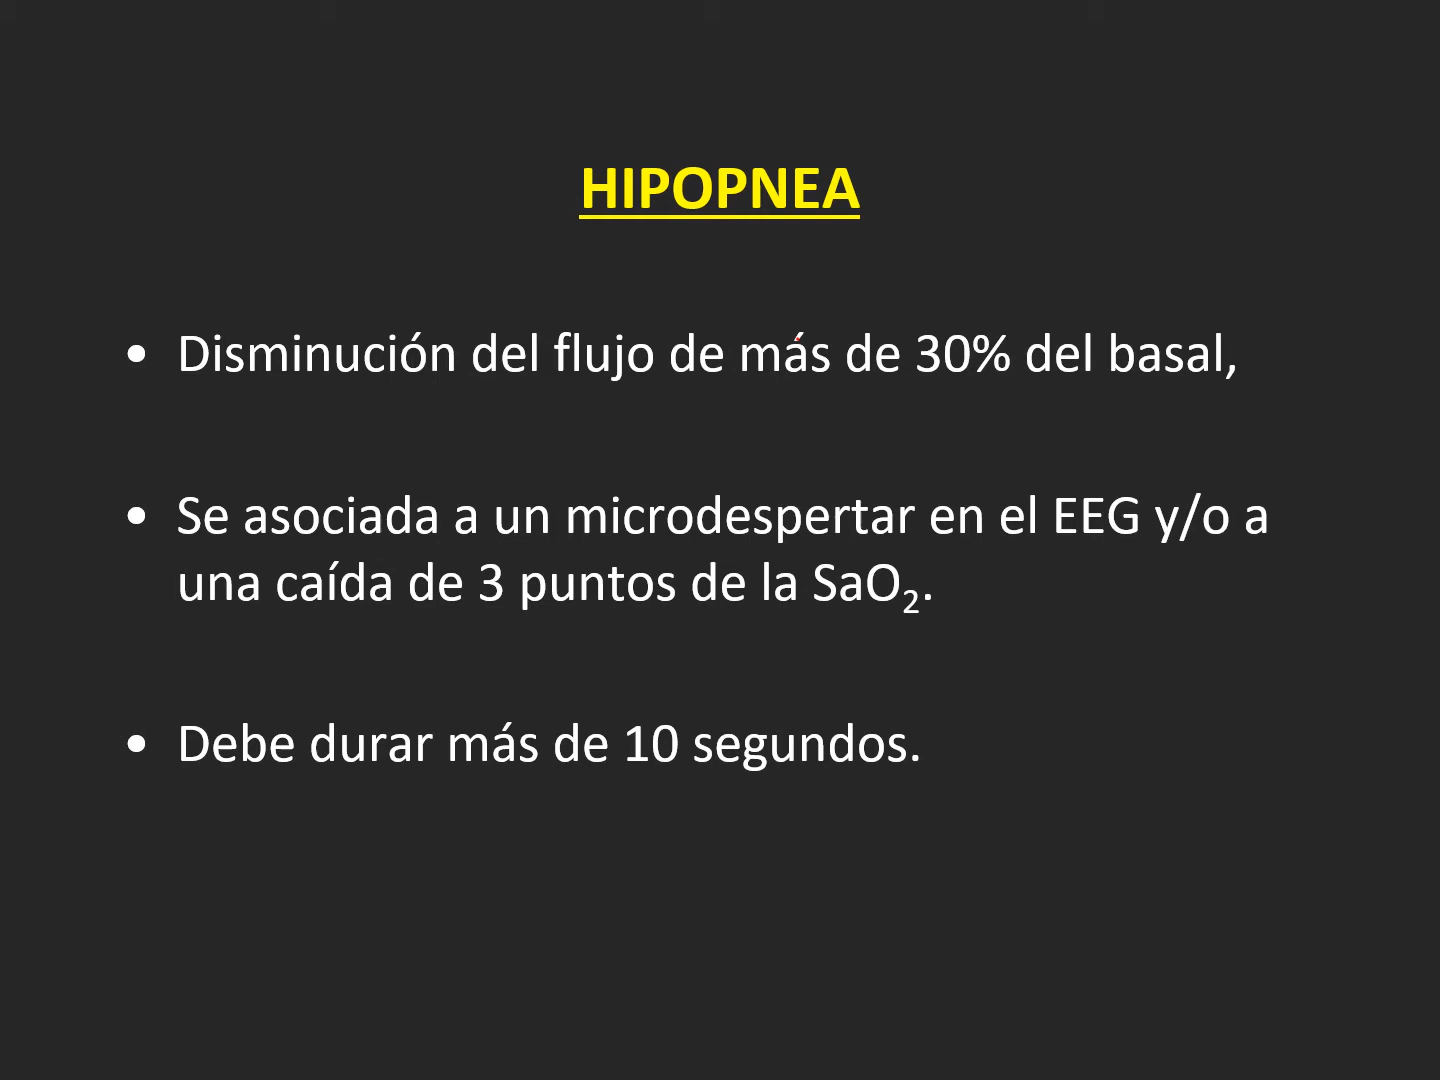 HIPOPNEA
• Disminución del flujo de más de 30% del basal,
• Se asociada a un microdespertar en el EEG y/o a
una caída de 3 puntos de la SaO₂.
• Debe durar más de 10 segundos.